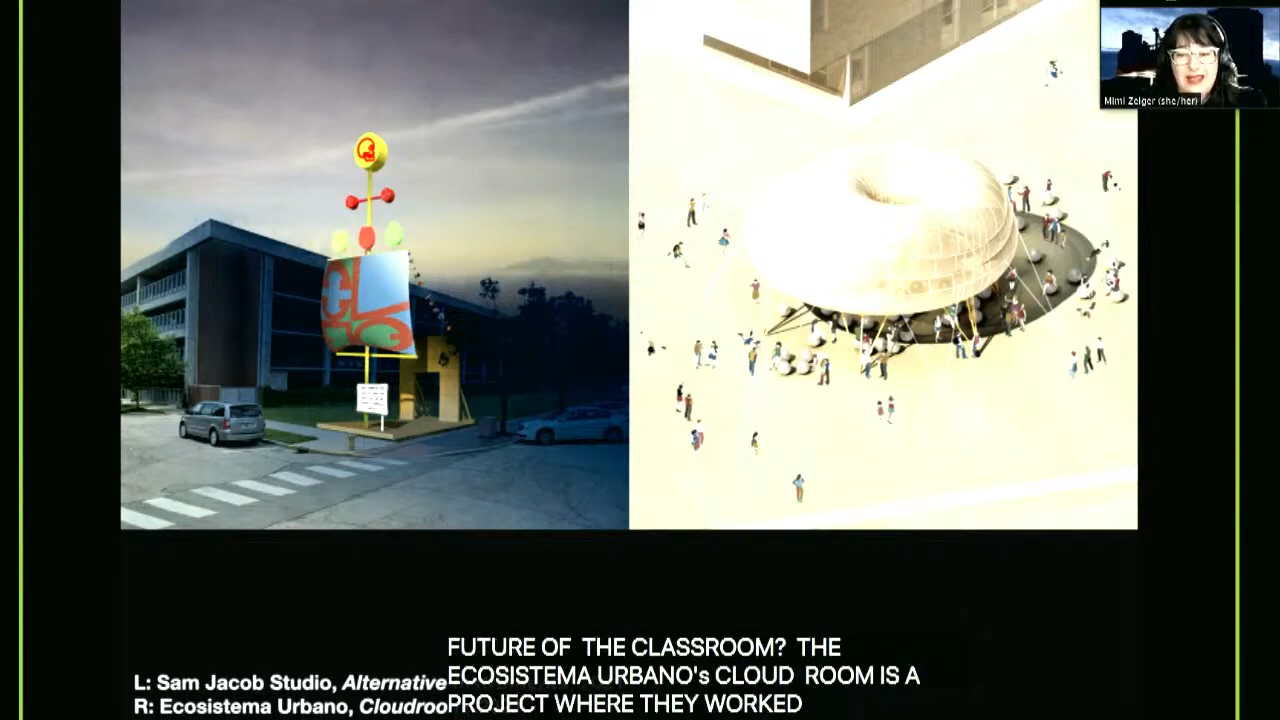 Mimi Zeiger (she/her)
FUTURE OF THE CLASSROOM? THE
ECOSISTEMA URBANO's CLOUD ROOM IS A
PROJECT WHERE THEY WORKED
L: Sam Jacob Studio, Alternative
R: Ecosistema Urbano, Cloudroo